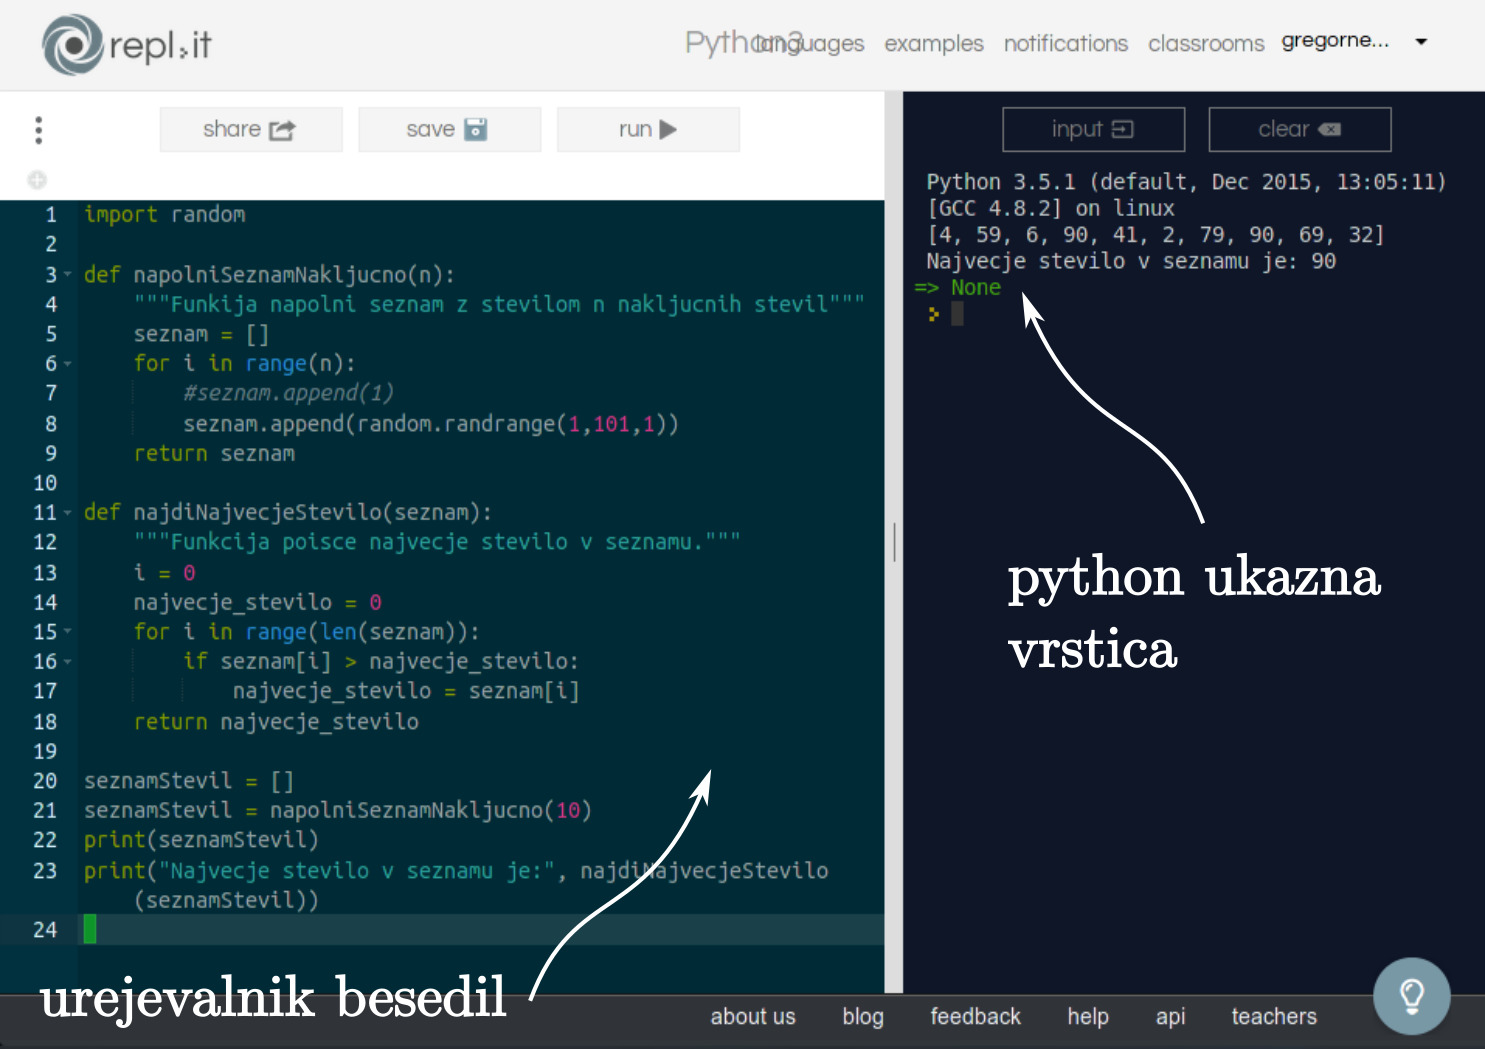 repl.it
Python3 languages examples notifications classrooms gregorne...
share save run input clear
1 import random
2
3 def napolniSeznamNakljucno(n):
4 """Funkija napolni seznam z stevilom n nakljucnih stevil"""
5 seznam = []
6 for i in range(n):
7 #seznam.append(1)
8 seznam.append(random.randrange(1,101,1))
9 return seznam
10
11 def najdiNajvecjeStevilo(seznam):
12 """Funkcija poisce najvecje stevilo v seznamu."""
13 i = 0
14 najvecje_stevilo = 0
15 for i in range(len(seznam)):
16 if seznam[i] > najvecje_stevilo:
17 najvecje_stevilo = seznam[i]
18 return najvecje_stevilo
19
20 seznamStevil = []
21 seznamStevil = napolniSeznamNakljucno(10)
22 print(seznamStevil)
23 print("Najvecje stevilo v seznamu je:", najdiNajvecjeStevilo
(seznamStevil))
24
urejevalnik besedil
Python 3.5.1 (default, Dec 2015, 13:05:11)
[GCC 4.8.2] on linux
[4, 59, 6, 90, 41, 2, 79, 90, 69, 32]
Najvecje stevilo v seznamu je: 90
=> None
python ukazna
vrstica
about us blog feedback help api teachers